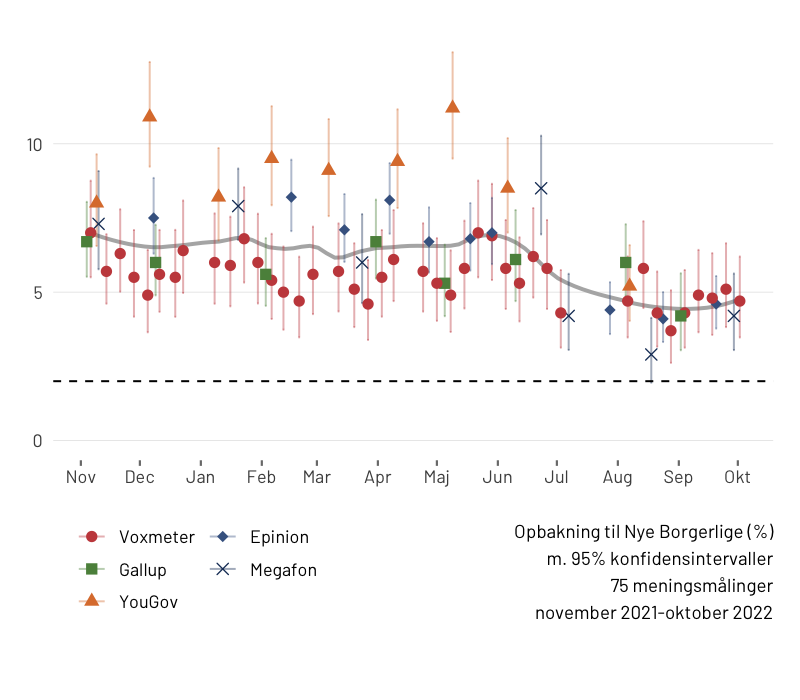 10
5
0
Nov Dec Jan Feb Mar Apr Maj Jun Jul Aug Sep Okt
Voxmeter Epinion
Gallup Megafon
YouGov
Opbakning til Nye Borgerlige (%)
m. 95% konfidensintervaller
75 meningsmålinger
november 2021-oktober 2022